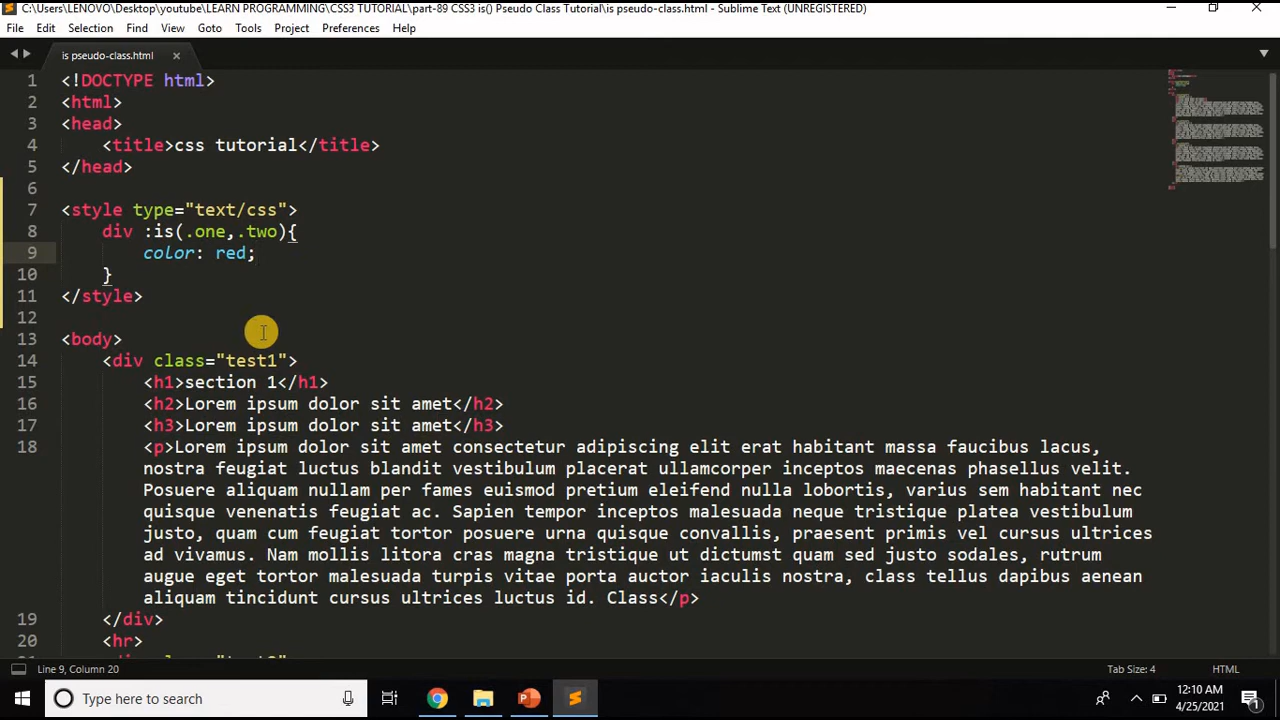 C:\Users\LENOVO\Desktop\youtube\LEARN PROGRAMMING\CSS3 TUTORIAL\part-89 CSS3 is() Pseudo Class Tutorial\is pseudo-class.html - Sublime Text (UNREGISTERED)
File Edit Selection Find View Goto Tools Project Preferences Help
is pseudo-class.html
1 <!DOCTYPE html>
2 <html>
3 <head>
4 <title>css tutorial</title>
5 </head>
6
7 <style type="text/css">
8 div :is(.one,.two){
9 color: red;
10 }
11 </style>
12
13 <body>
14 <div class="test1">
15 <h1>section 1</h1>
16 <h2>Lorem ipsum dolor sit amet</h2>
17 <h3>Lorem ipsum dolor sit amet</h3>
18 <p>Lorem ipsum dolor sit amet consectetur adipiscing elit erat habitant massa faucibus lacus,
nostra feugiat luctus blandit vestibulum placerat ullamcorper inceptos maecenas phasellus velit.
Posuere aliquam nullam per fames euismod pretium eleifend nulla lobortis, varius sem habitant nec
quisque venenatis feugiat ac. Sapien tempor inceptos malesuada neque tristique platea vestibulum
justo, quam cum feugiat tortor posuere urna quisque convallis, praesent primis vel cursus ultrices
ad vivamus. Nam mollis litora cras magna tristique ut dictumst quam sed justo sodales, rutrum
augue eget tortor malesuada turpis vitae porta auctor iaculis nostra, class tellus dapibus aenean
aliquam tincidunt cursus ultrices luctus id. Class</p>
19 </div>
20 <hr>
Line 9, Column 20 Tab Size: 4 HTML
Type here to search
12:10 AM
4/25/2021